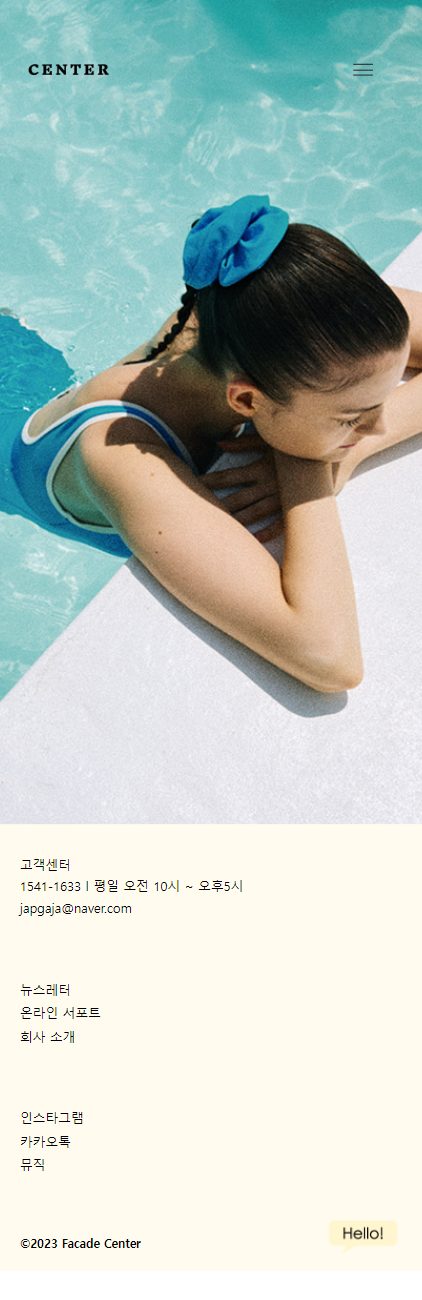 CENTER
고객센터
1541-1633 I 평일 오전 10시 ~ 오후5시
japgaja@naver.com
뉴스레터
온라인 서포트
회사 소개
인스타그램
카카오톡
뮤직
Hello!
©2023 Facade Center